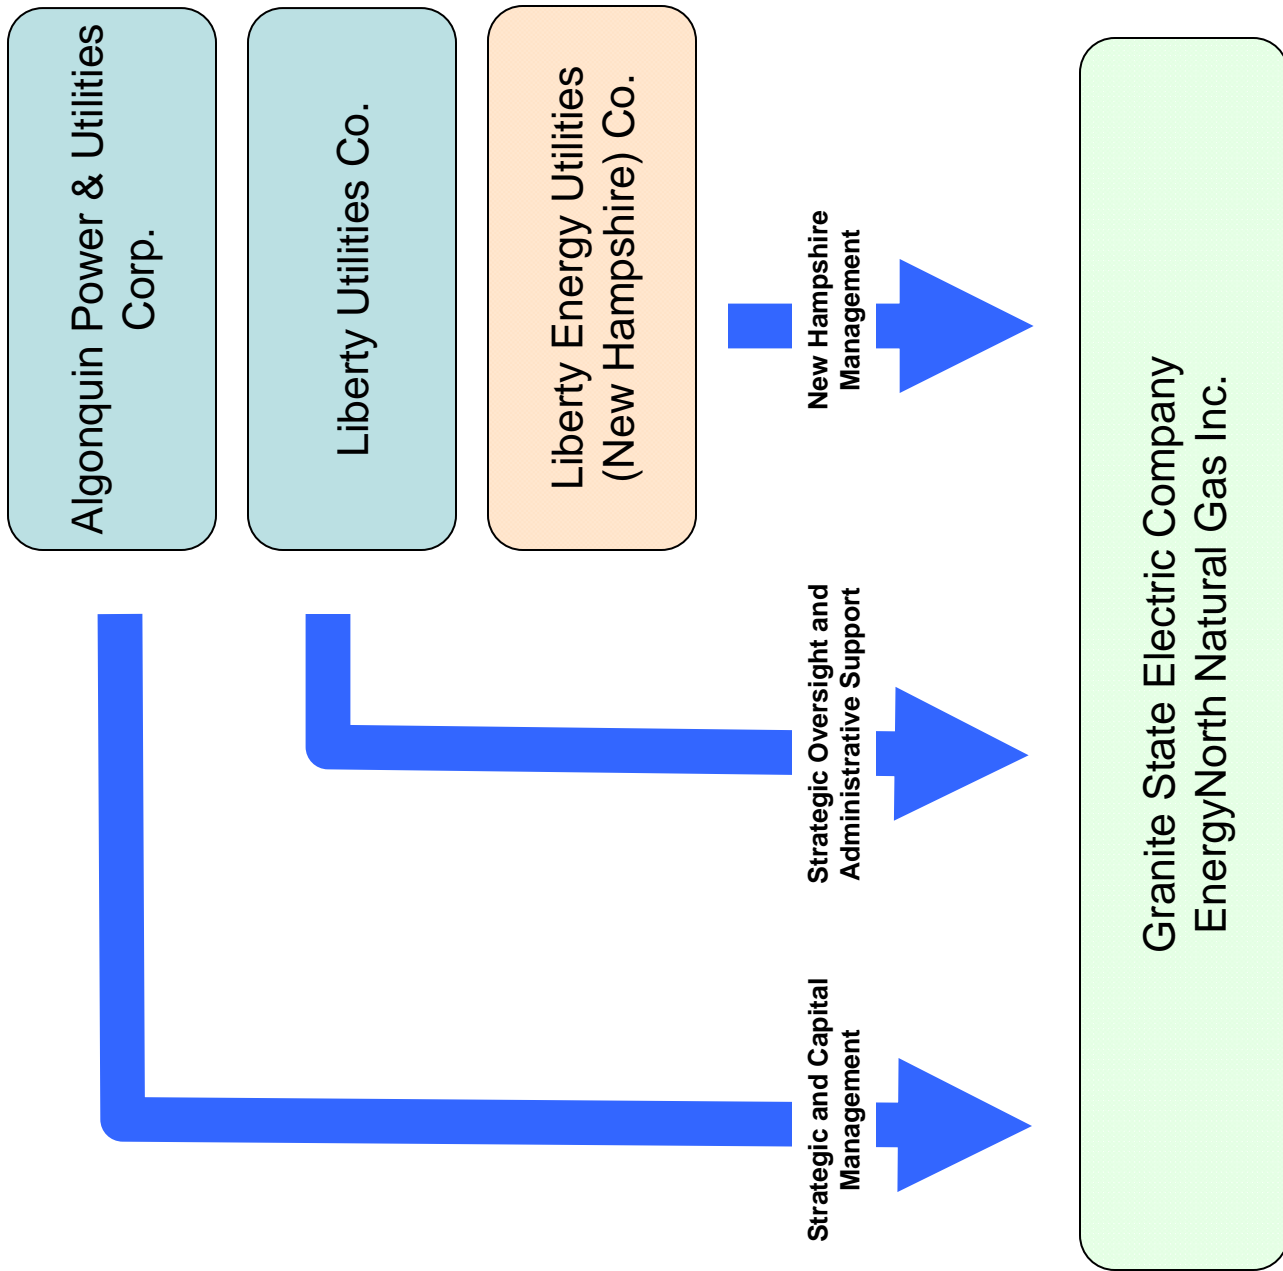 Algonquin Power & Utilities
Corp.
Liberty Utilities Co.
Liberty Energy Utilities
(New Hampshire) Co.
Strategic and Capital
Management
Strategic Oversight and
Administrative Support
New Hampshire
Management
Granite State Electric Company
EnergyNorth Natural Gas Inc.